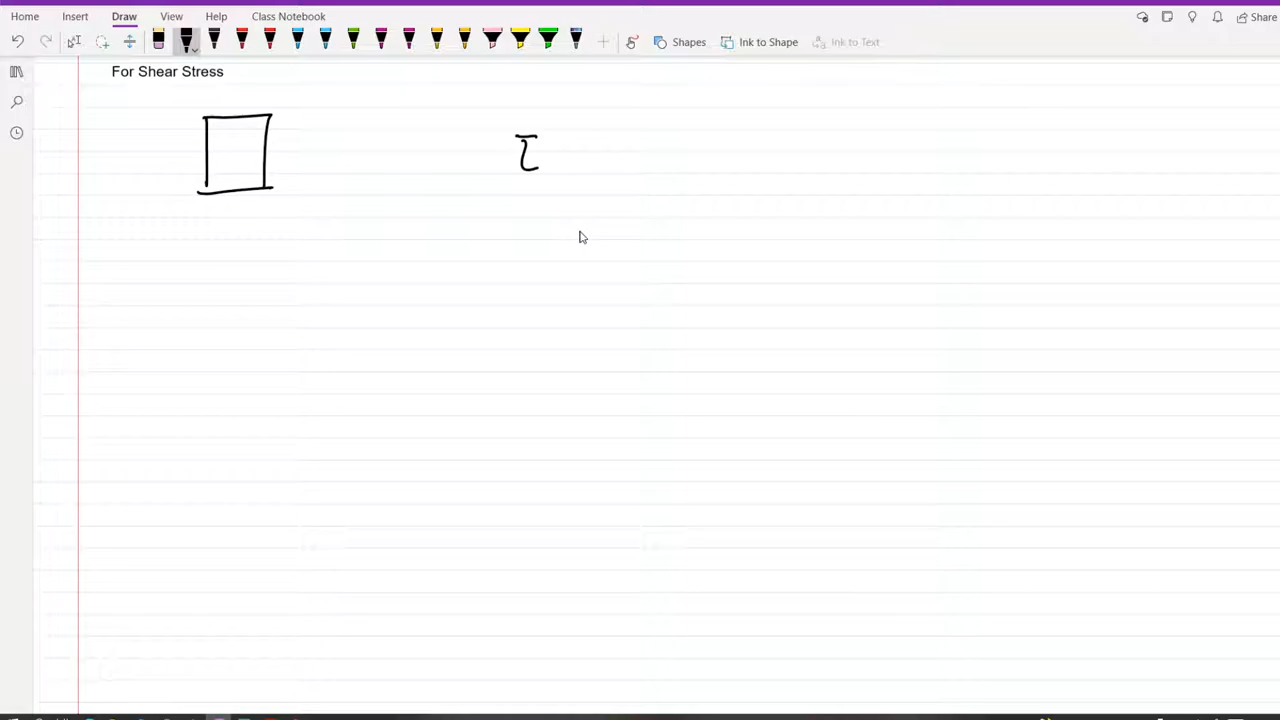 Home Insert Draw View Help Class Notebook Share
Shapes Ink to Shape Ink to Text
For Shear Stress
τ